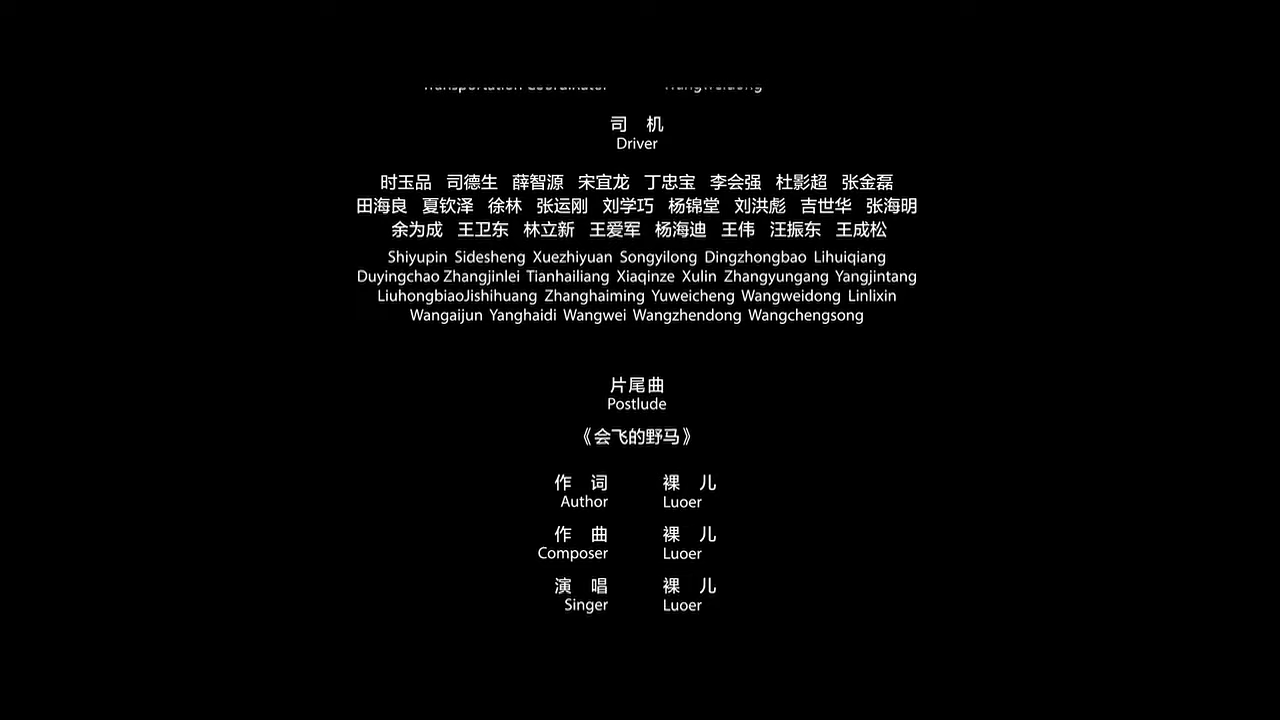 Transportation Coordinator Wangweidong
司 机
Driver
时玉品 司德生 薛智源 宋宜龙 丁忠宝 李会强 杜影超 张金磊
田海良 夏钦泽 徐林 张运刚 刘学巧 杨锦堂 刘洪彪 吉世华 张海明
余为成 王卫东 林立新 王爱军 杨海迪 王伟 汪振东 王成松
Shiyupin Sidesheng Xuezhiyuan Songyilong Dingzhongbao Lihuiqiang
Duyingchao Zhangjinlei Tianhailiang Xiaqinze Xulin Zhangyungang Yangjintang
LiuhongbiaoJishihuang Zhanghaiming Yuweicheng Wangweidong Linlixin
Wangaijun Yanghaidi Wangwei Wangzhendong Wangchengsong
片尾曲
Postlude
《会飞的野马》
作 词 裸 儿
Author Luoer
作 曲 裸 儿
Composer Luoer
演 唱 裸 儿
Singer Luoer